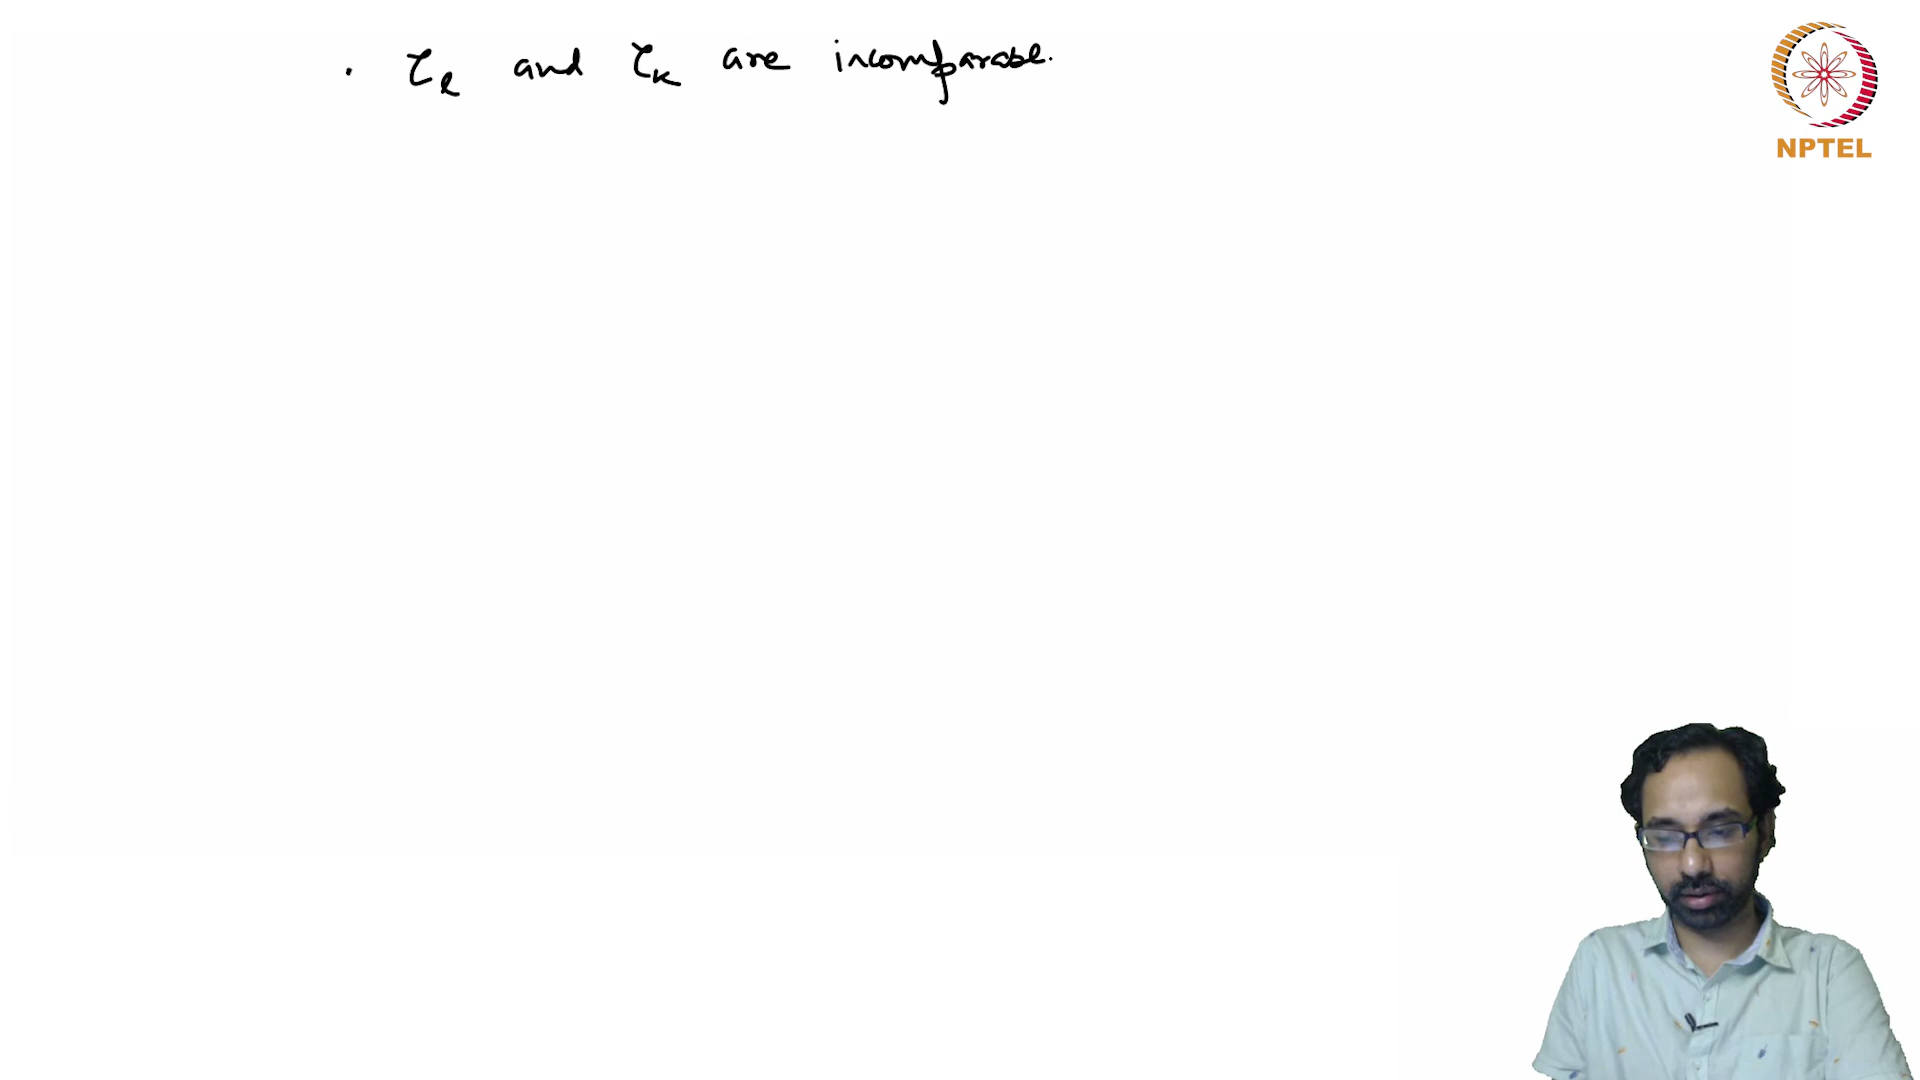 · τ_ℓ and τ_K are incomparable.
NPTEL